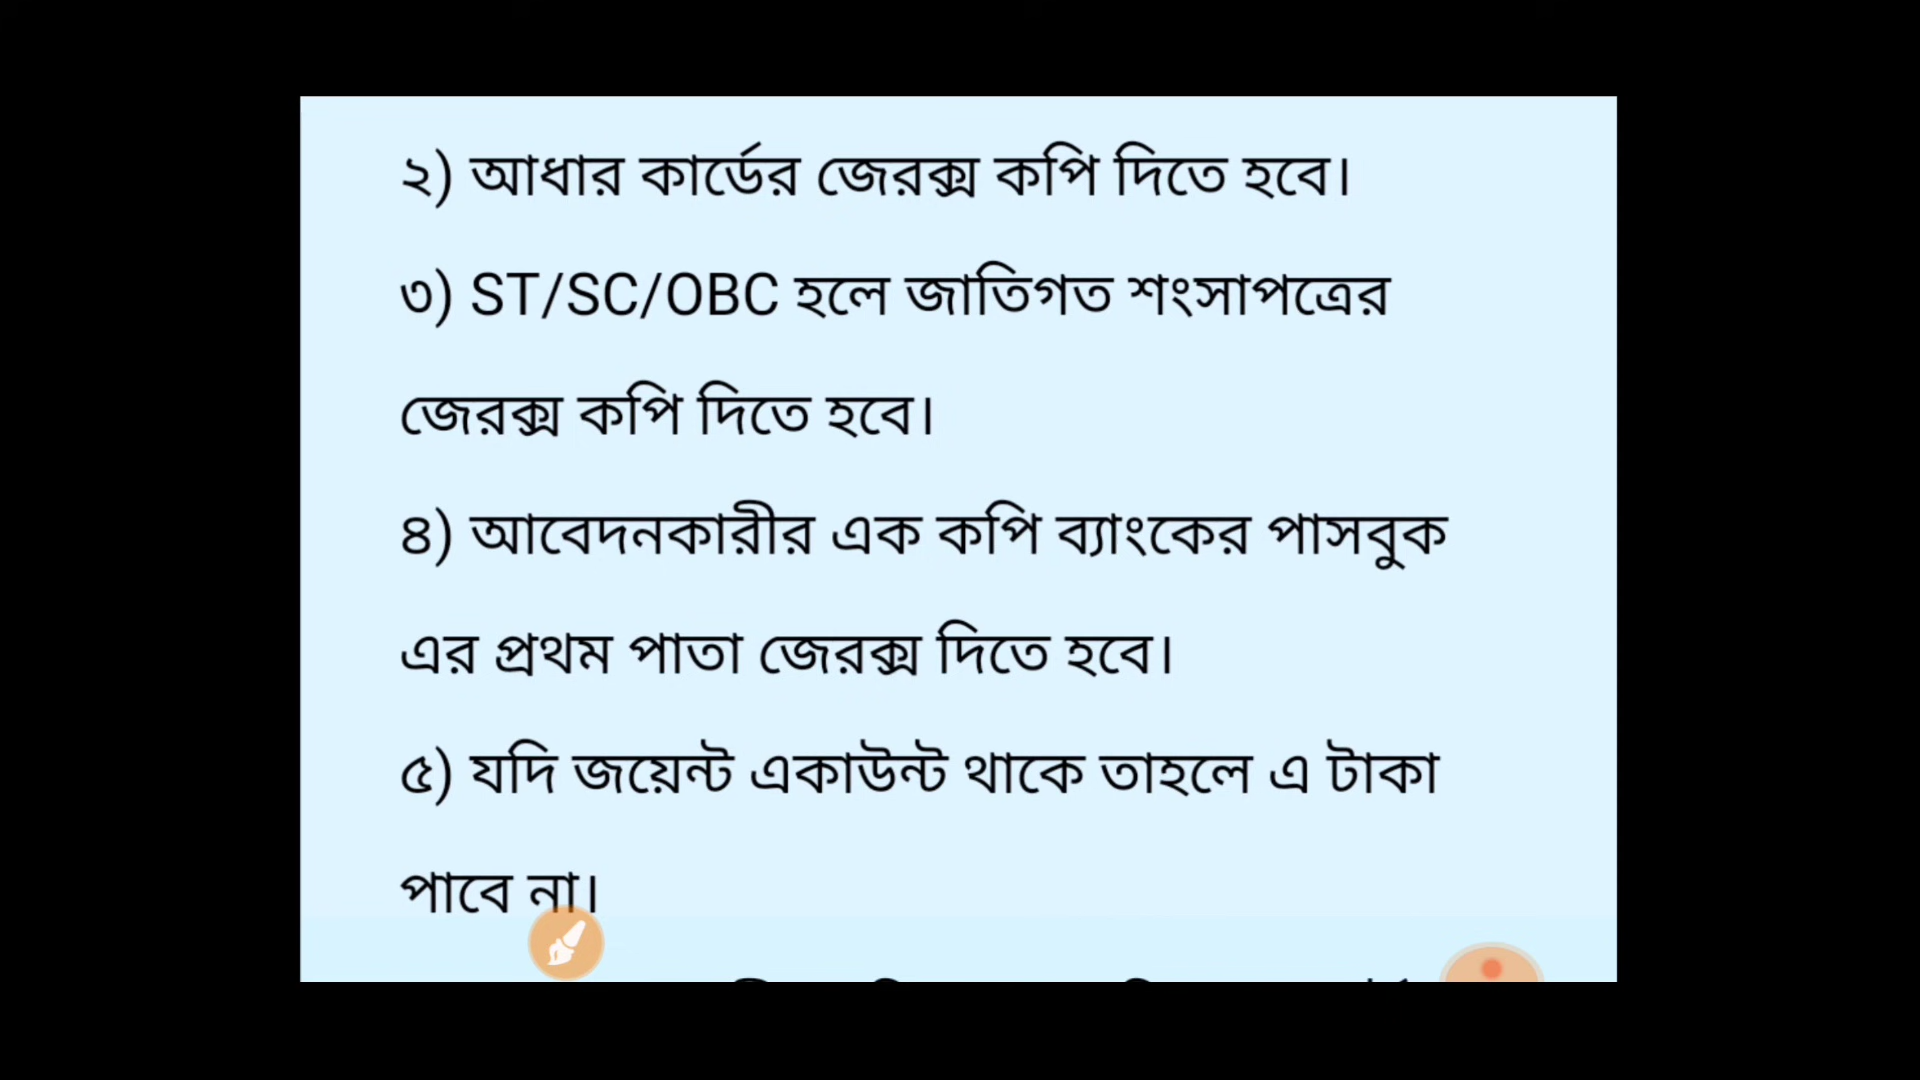 ২) আধার কার্ডের জেরক্স কপি দিতে হবে।
৩) ST/SC/OBC হলে জাতিগত শংসাপত্রের
জেরক্স কপি দিতে হবে।
৪) আবেদনকারীর এক কপি ব্যাংকের পাসবুক
এর প্রথম পাতা জেরক্স দিতে হবে।
৫) যদি জয়েন্ট একাউন্ট থাকে তাহলে এ টাকা
পাবে না।